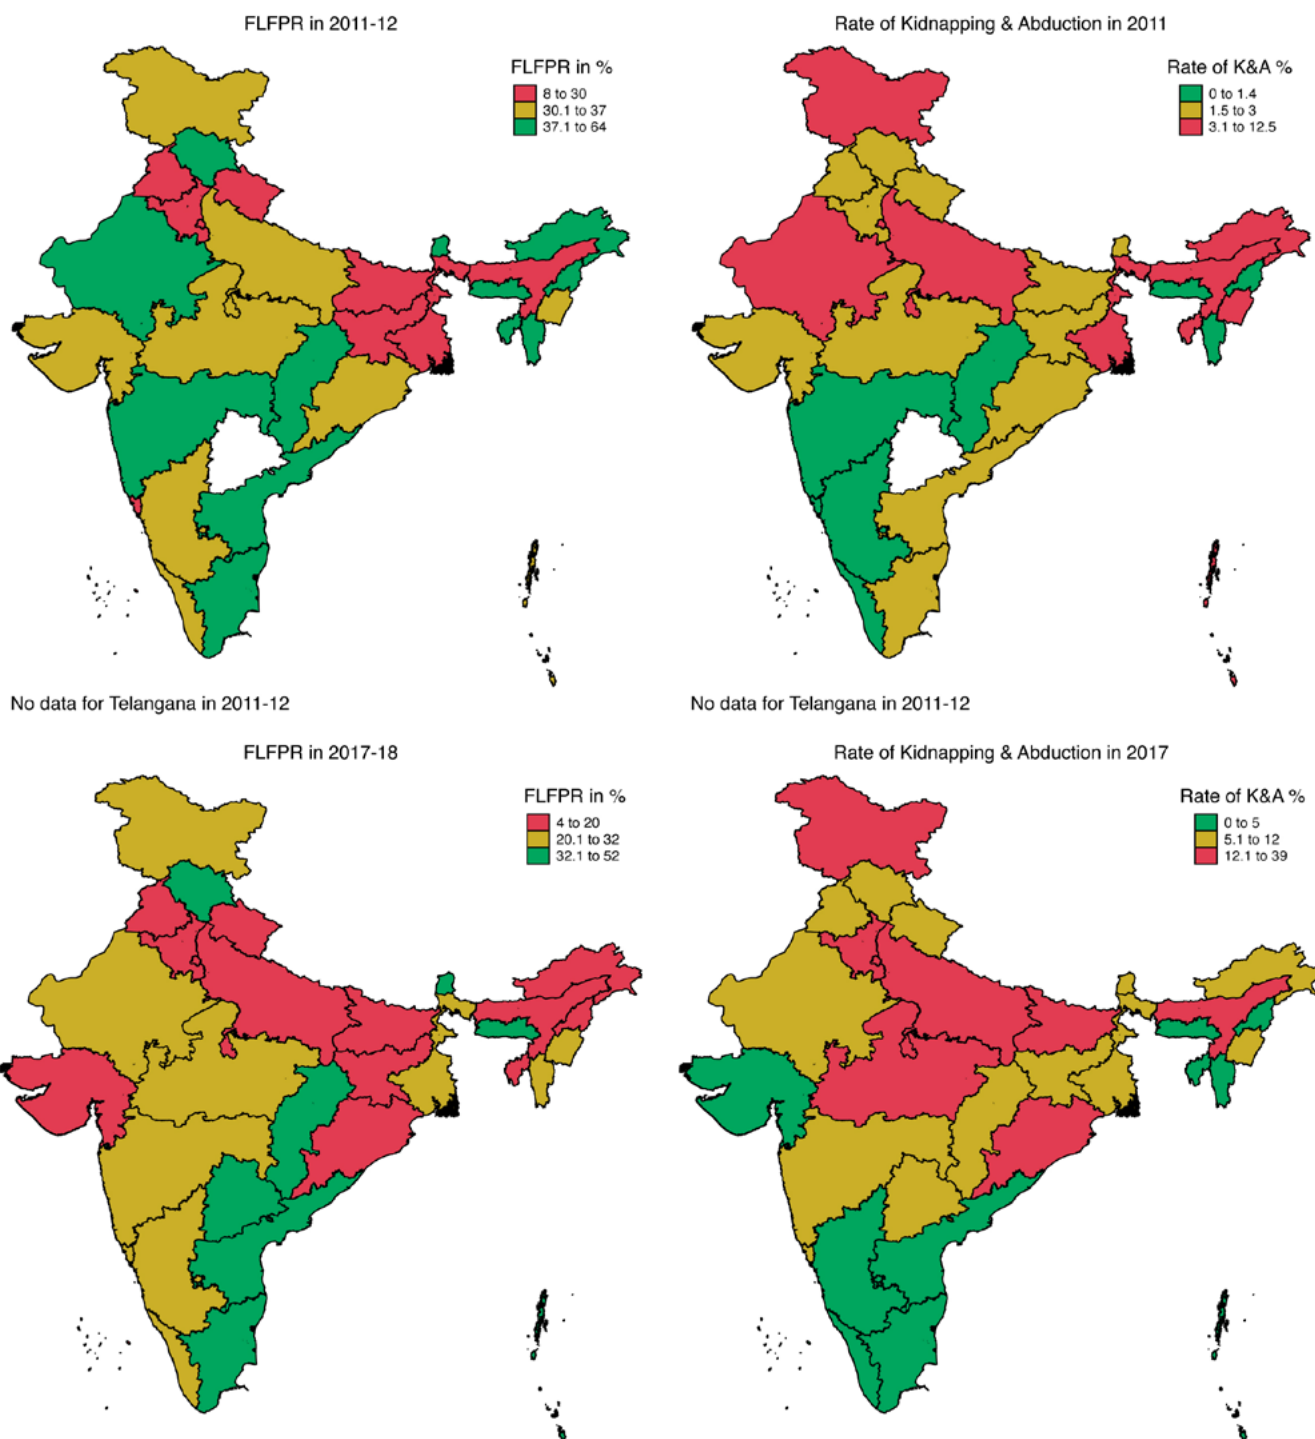 FLFPR in 2011-12
FLFPR in %
8 to 30
30.1 to 37
37.1 to 64
Rate of Kidnapping & Abduction in 2011
Rate of K&A %
0 to 1.4
1.5 to 3
3.1 to 12.5
No data for Telangana in 2011-12
No data for Telangana in 2011-12
FLFPR in 2017-18
FLFPR in %
4 to 20
20.1 to 32
32.1 to 52
Rate of Kidnapping & Abduction in 2017
Rate of K&A %
0 to 5
5.1 to 12
12.1 to 39